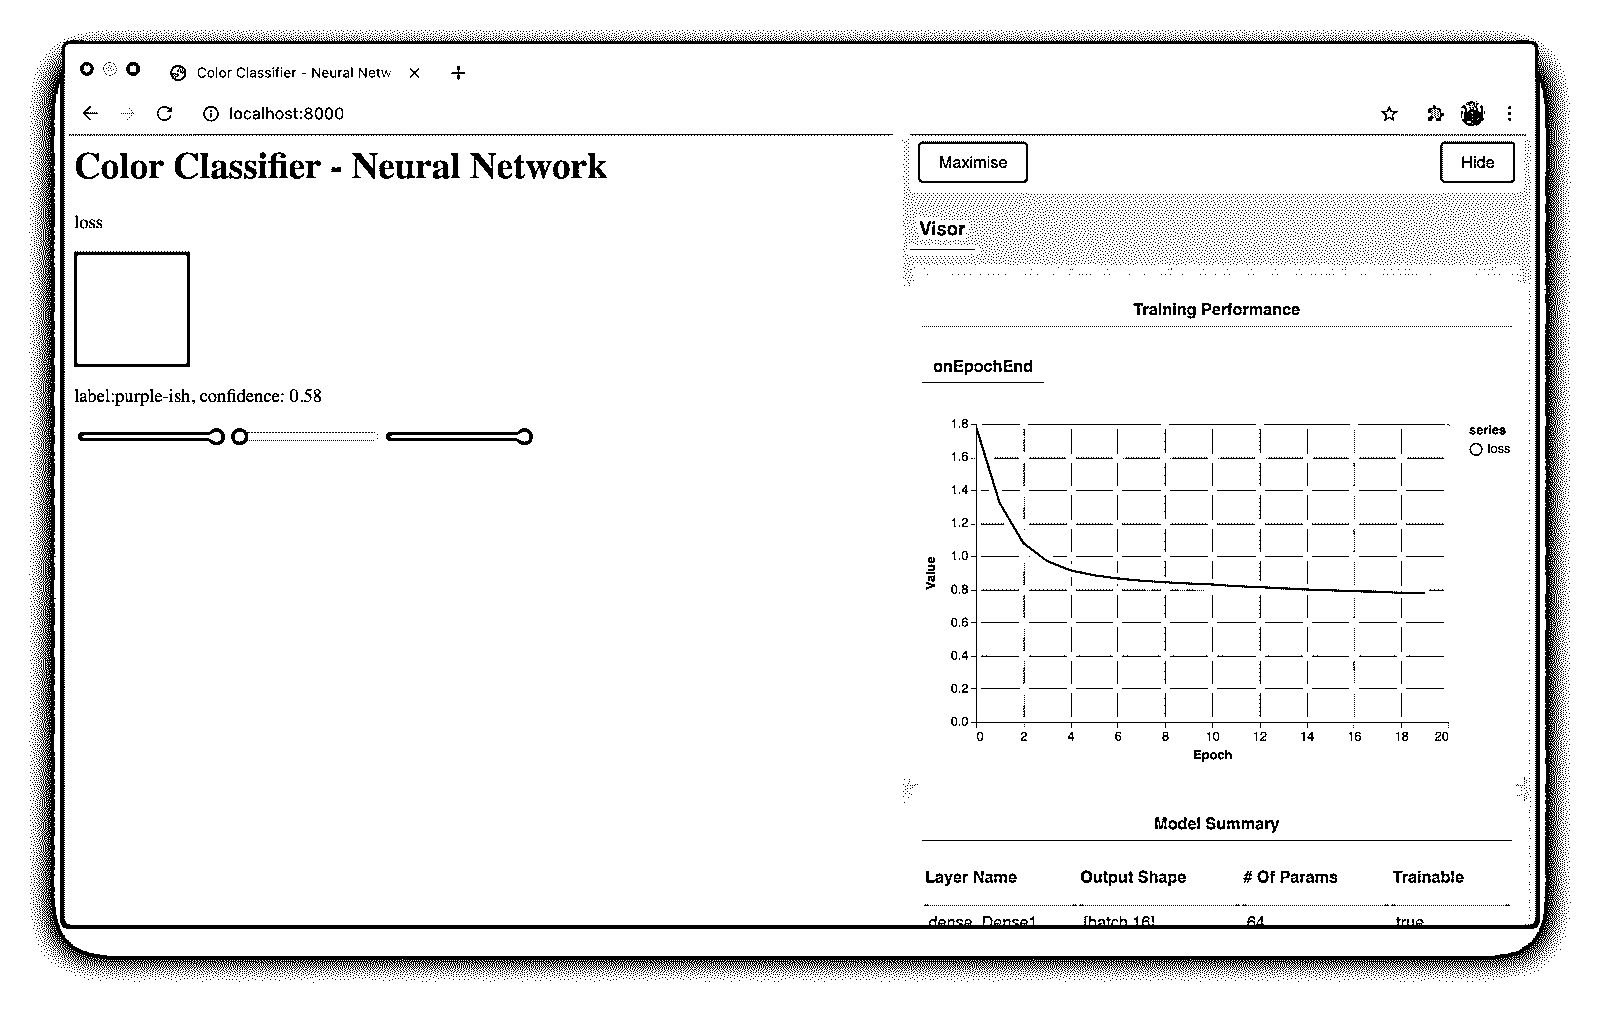 Color Classifier - Neural Netw
localhost:8000
Color Classifier - Neural Network
loss
label:purple-ish, confidence: 0.58
Maximise
Hide
Visor
Training Performance
onEpochEnd
1.8
1.6
1.4
1.2
1.0
0.8
0.6
0.4
0.2
0.0
Value
0 2 4 6 8 10 12 14 16 18 20
Epoch
series
loss
Model Summary
Layer Name Output Shape # Of Params Trainable
dense_Dense1 [batch,16] 64 true